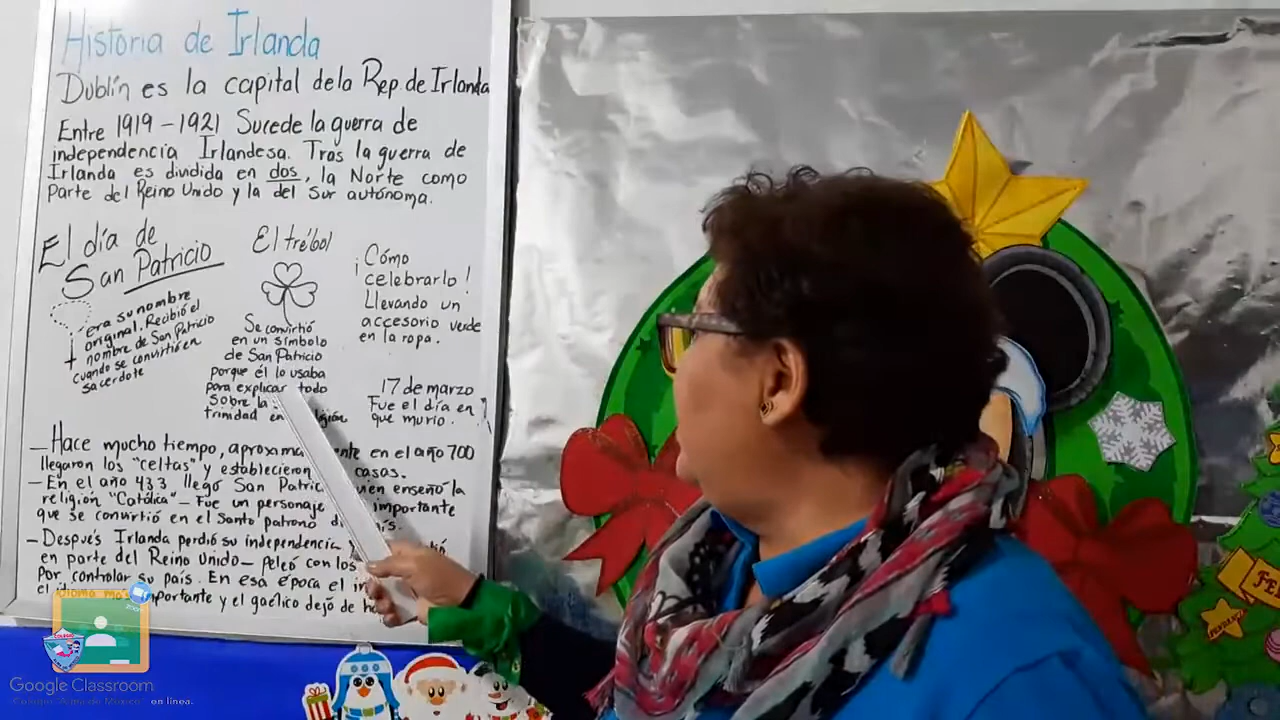 Historia de Irlanda
Dublín es la capital dela Rep de Irlanda
Entre 1919 - 1921 Sucede la guerra de
independencia Irlandesa. Tras la guerra de
Irlanda es dividida en dos, la Norte como
parte del Reino Unido y la del Sur autónoma.
El día de
San Patricio
era su nombre
original. Recibió el
nombre de San Patricio
cuando se convirtió en
sacerdote
El trébol
Se convirtió
en un símbolo
de San Patricio
porque él lo usaba
para explicar todo
Sobre la
trinidad en
¡Cómo
celebrarlo!
Llevando un
accesorio verde
en la ropa.
17 de marzo
Fue el día en
que murió.
- Hace mucho tiempo, en el año 700
llegaron los "celtas" y establecieron casas.
- En el año 433 llegó San enseñó la
religión "Católica" - Fue un personaje importante
que se convirtió en el Santo patrono
- Después Irlanda perdió su independencia
en parte del Reino Unido - Peleó con los
Por controlar su país. En esa época el
el y el gaélico dejó de
Google Classroom
en línea.